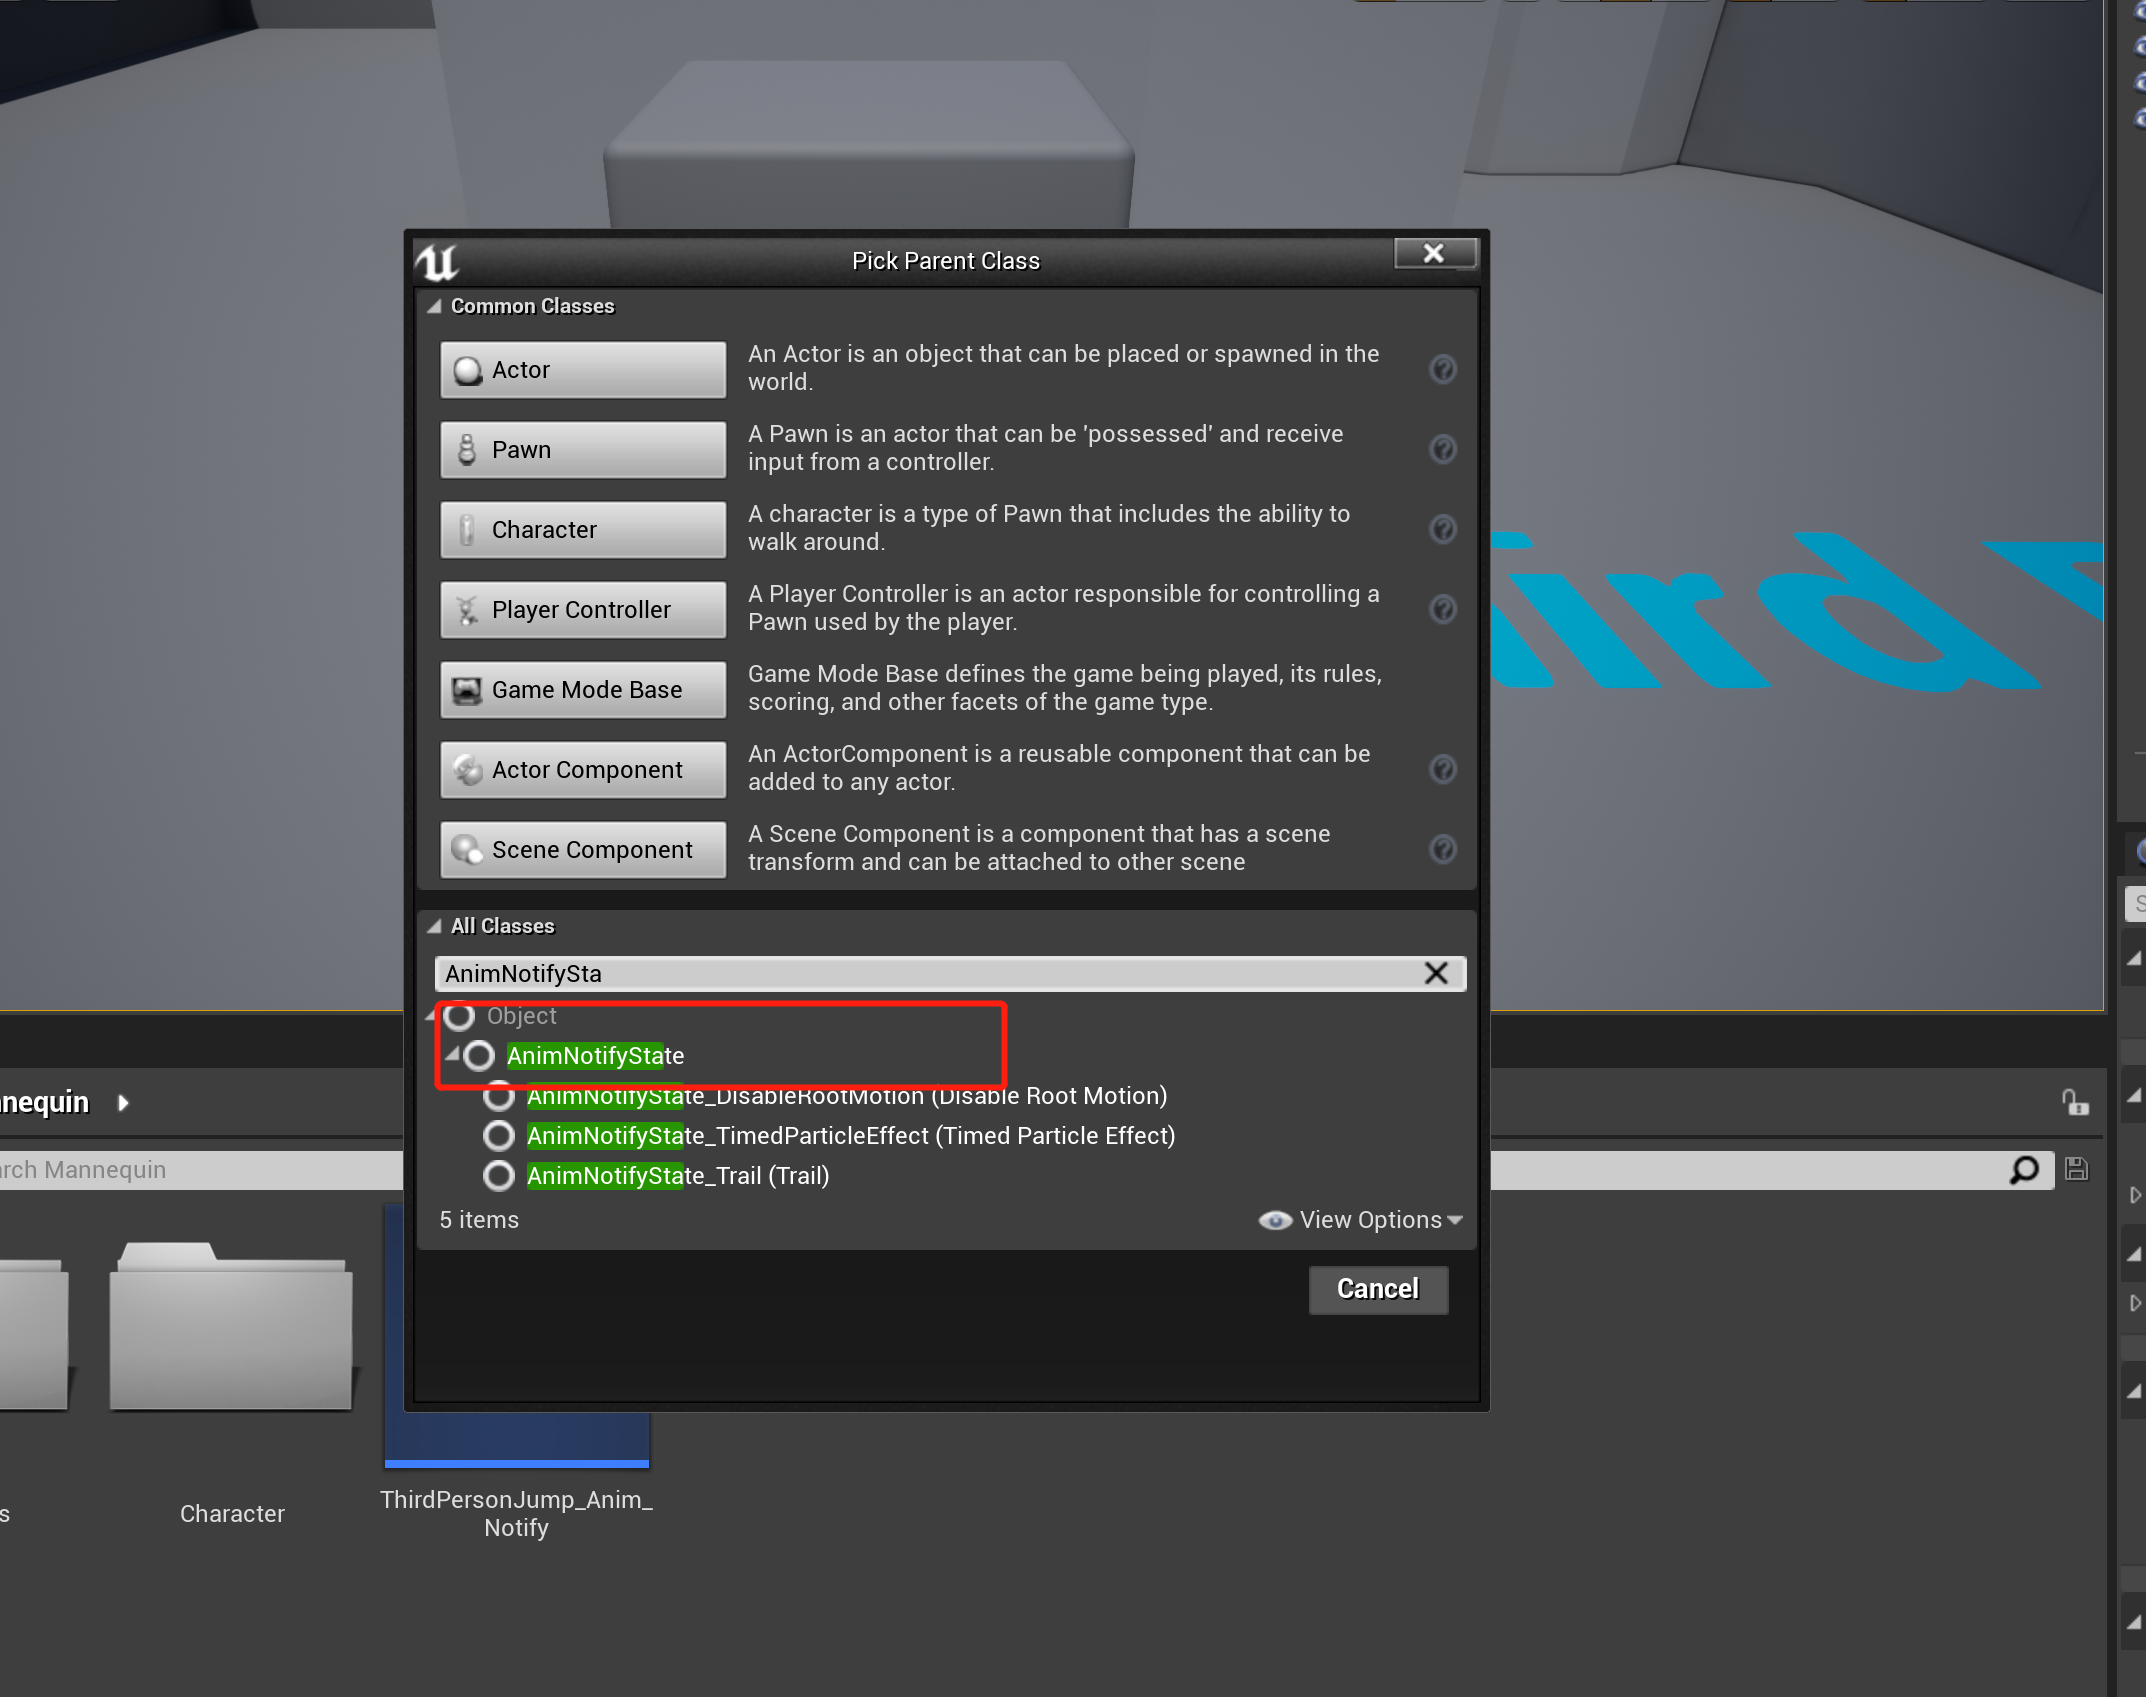 Pick Parent Class
Common Classes
Actor
An Actor is an object that can be placed or spawned in the
world.
Pawn
A Pawn is an actor that can be 'possessed' and receive
input from a controller.
Character
A character is a type of Pawn that includes the ability to
walk around.
Player Controller
A Player Controller is an actor responsible for controlling a
Pawn used by the player.
Game Mode Base
Game Mode Base defines the game being played, its rules,
scoring, and other facets of the game type.
Actor Component
An ActorComponent is a reusable component that can be
added to any actor.
Scene Component
A Scene Component is a component that has a scene
transform and can be attached to other scene
All Classes
AnimNotifySta
Object
AnimNotifyState
AnimNotifyState_DisableRootMotion (Disable Root Motion)
AnimNotifyState_TimedParticleEffect (Timed Particle Effect)
AnimNotifyState_Trail (Trail)
5 items
View Options
Cancel
nequin
rch Mannequin
s
Character
ThirdPersonJump_Anim_
Notify
ird